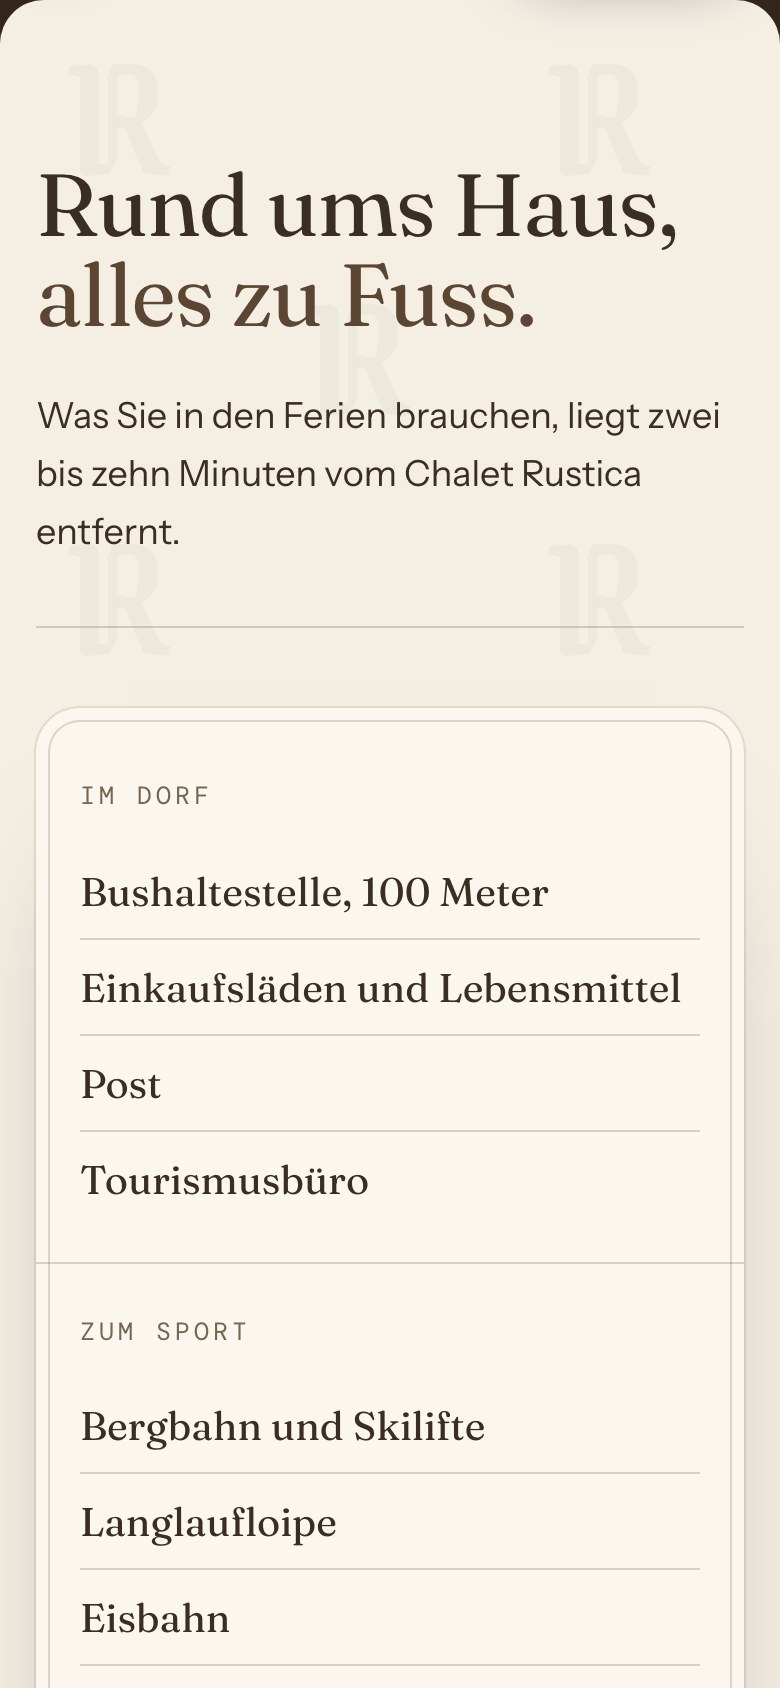 Rund ums Haus,
alles zu Fuss.
Was Sie in den Ferien brauchen, liegt zwei
bis zehn Minuten vom Chalet Rustica
entfernt.
IM DORF
Bushaltestelle, 100 Meter
Einkaufsläden und Lebensmittel
Post
Tourismusbüro
ZUM SPORT
Bergbahn und Skilifte
Langlaufloipe
Eisbahn